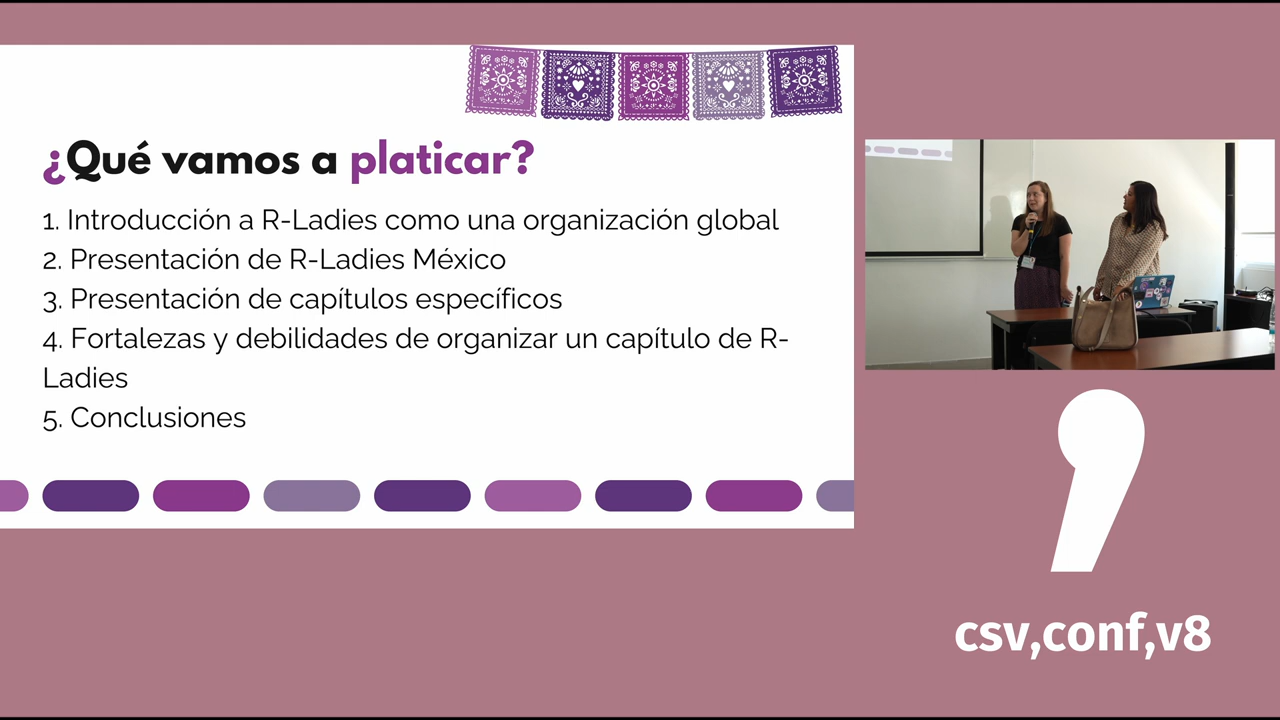 ¿Qué vamos a platicar?
1. Introducción a R-Ladies como una organización global
2. Presentación de R-Ladies México
3. Presentación de capítulos específicos
4. Fortalezas y debilidades de organizar un capítulo de R-
Ladies
5. Conclusiones
csv,conf,v8